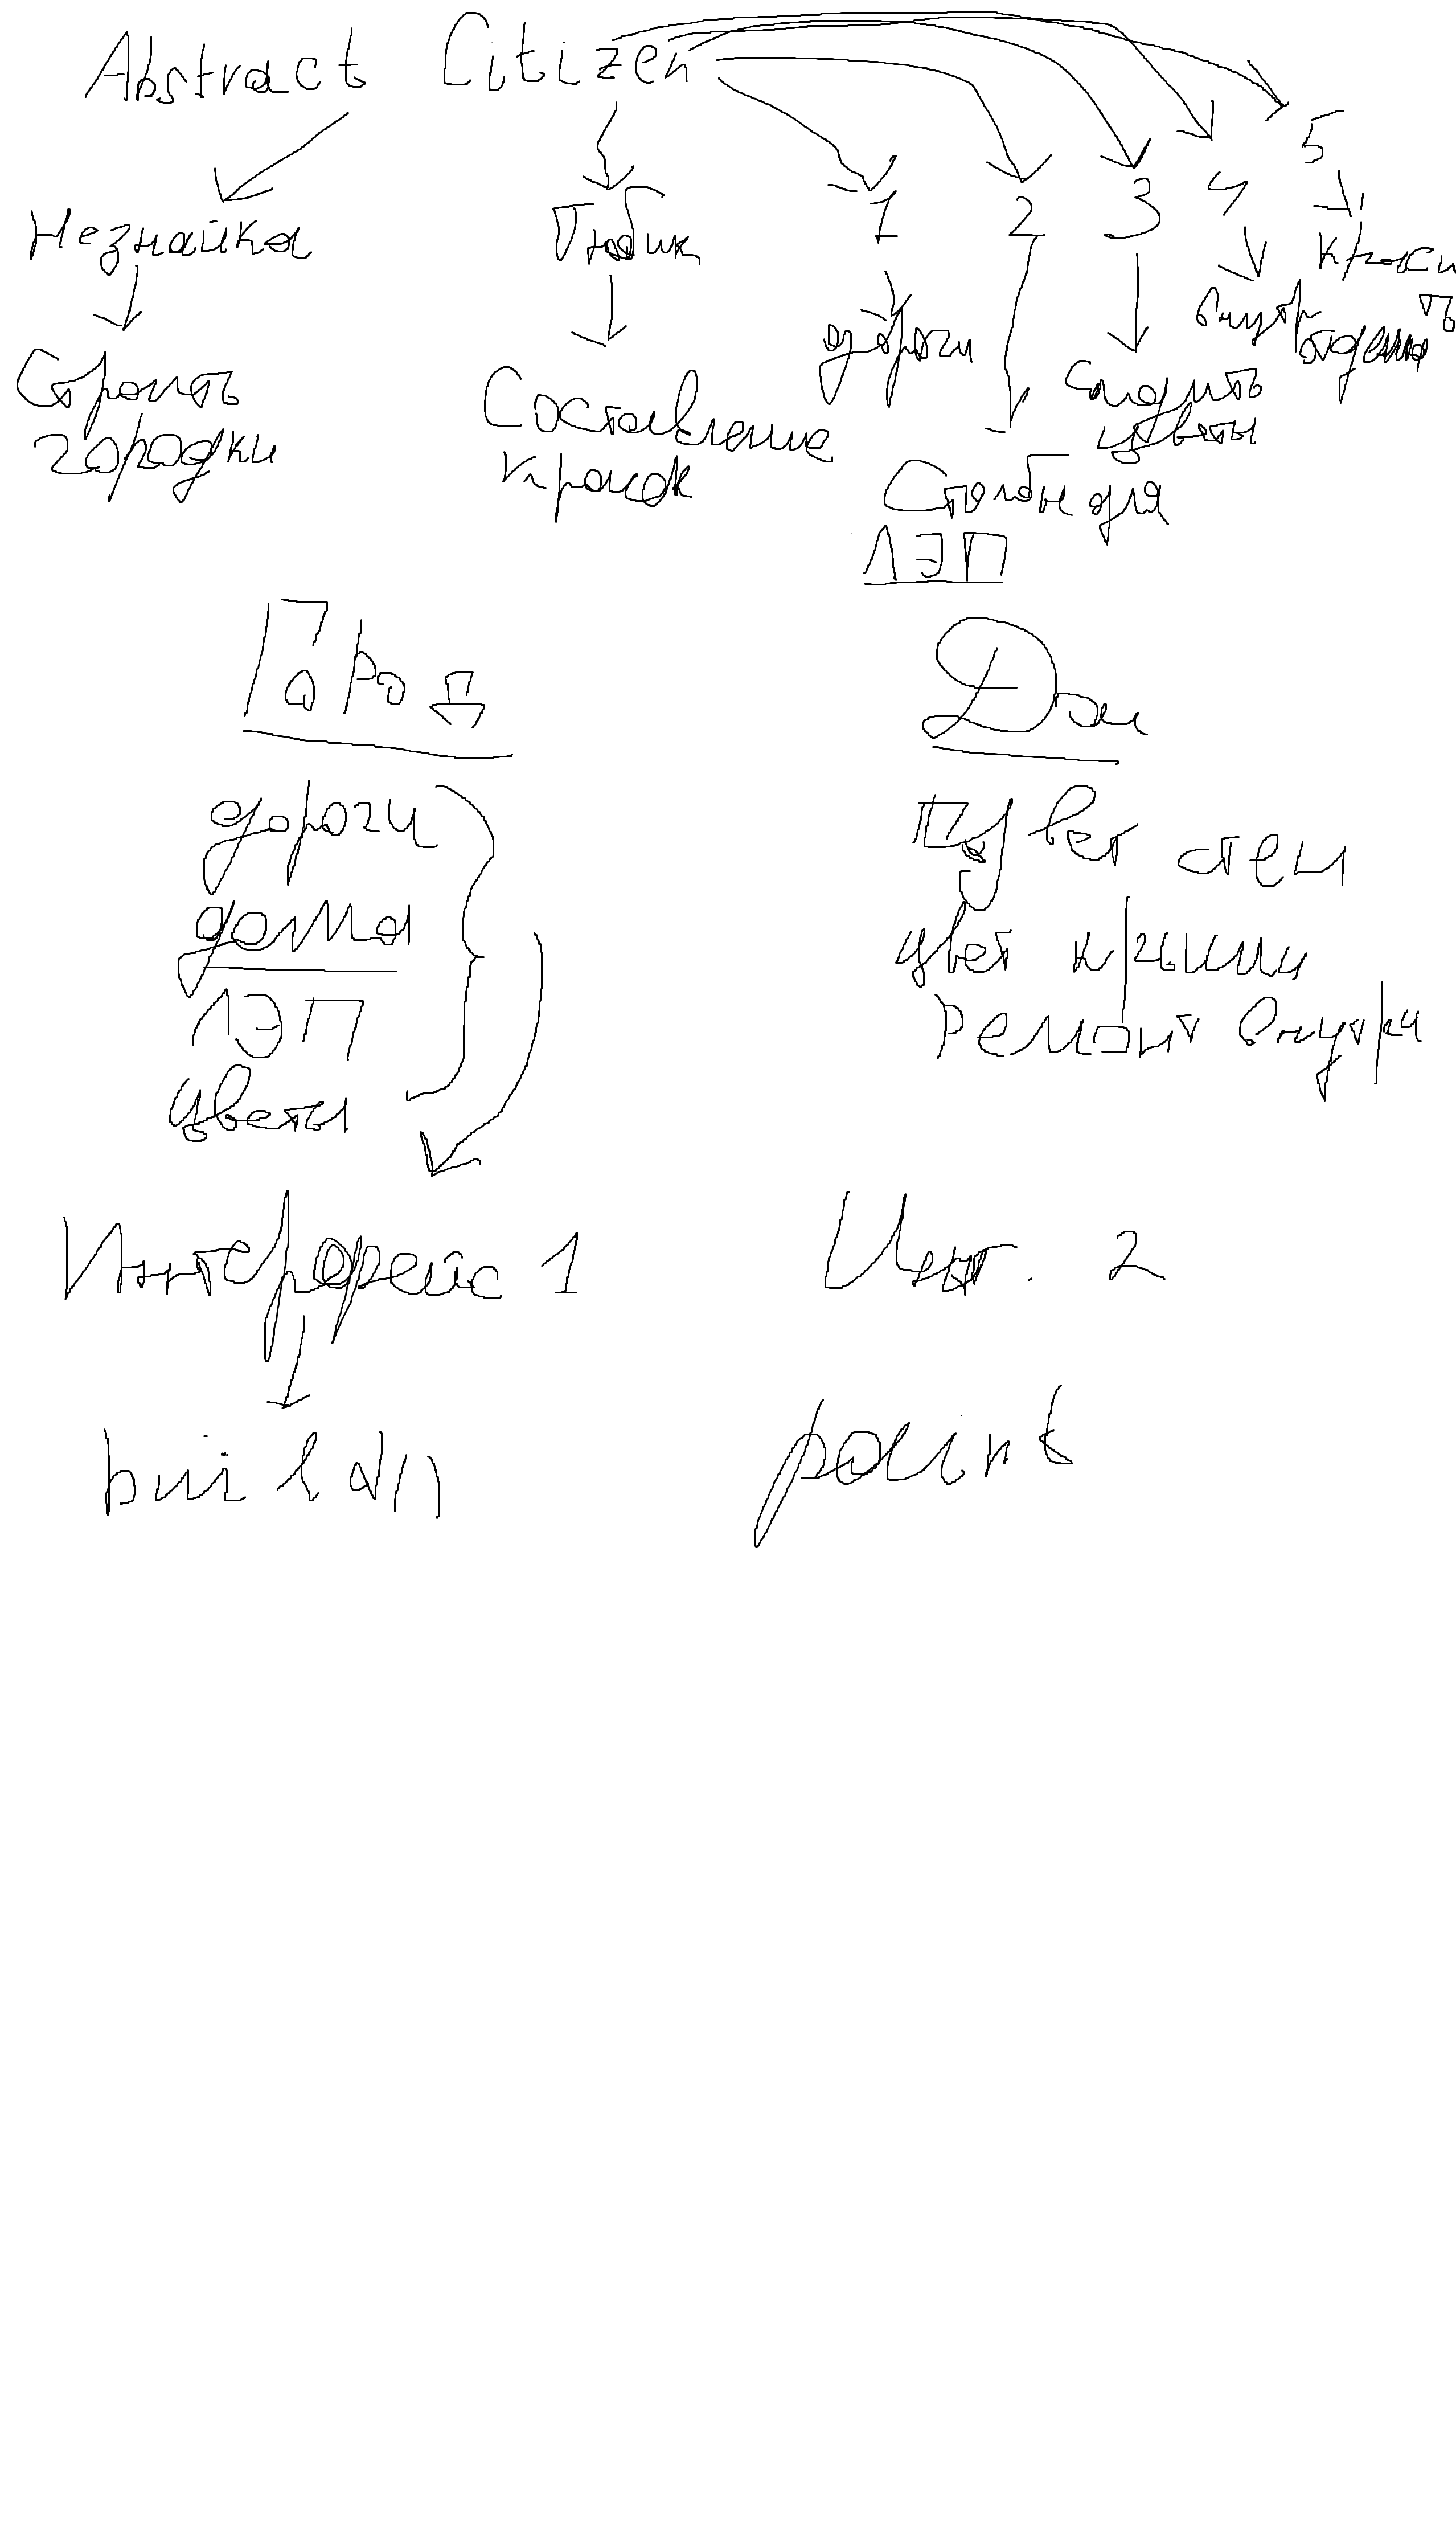 Abstract Citizen
1 2 3 4 5
Незнайка
Тюбик
дороги
Столбы для
ЛЭП
Садить
цветы
внутр
отделка
красить
Строить
городки
Составление
красок
Город
дороги
дома
ЛЭП
цветы
Дом
цвет стен
цвет крыши
Ремонт внутри
Интерфейс 1
Инт. 2
build()
paint